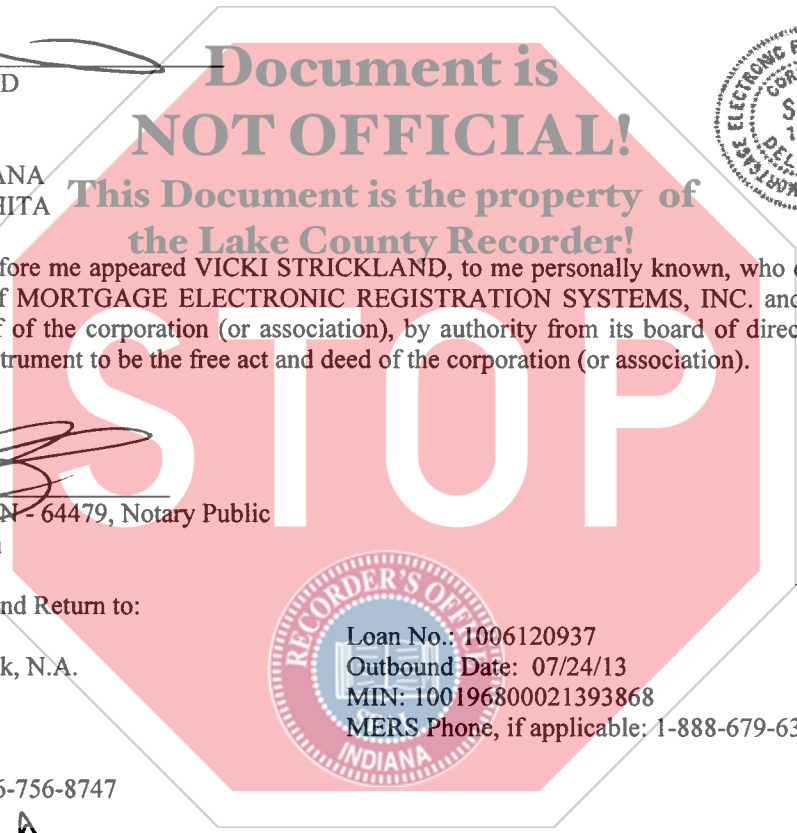 D
Document is
NOT OFFICIAL!
This Document is the property of
the Lake County Recorder!
ANA
HITA
MORTGAGE ELECTRONIC
S
DEL
fore me appeared VICKI STRICKLAND, to me personally known, who
f MORTGAGE ELECTRONIC REGISTRATION SYSTEMS, INC. and
f of the corporation (or association), by authority from its board of direc
trument to be the free act and deed of the corporation (or association).
STOP
N - 64479, Notary Public
nd Return to:
k, N.A.
Loan No.: 1006120937
Outbound Date: 07/24/13
MIN: 100196800021393868
MERS Phone, if applicable: 1-888-679-63
RECORDER'S OFFICE
SEAL
INDIANA
6-756-8747